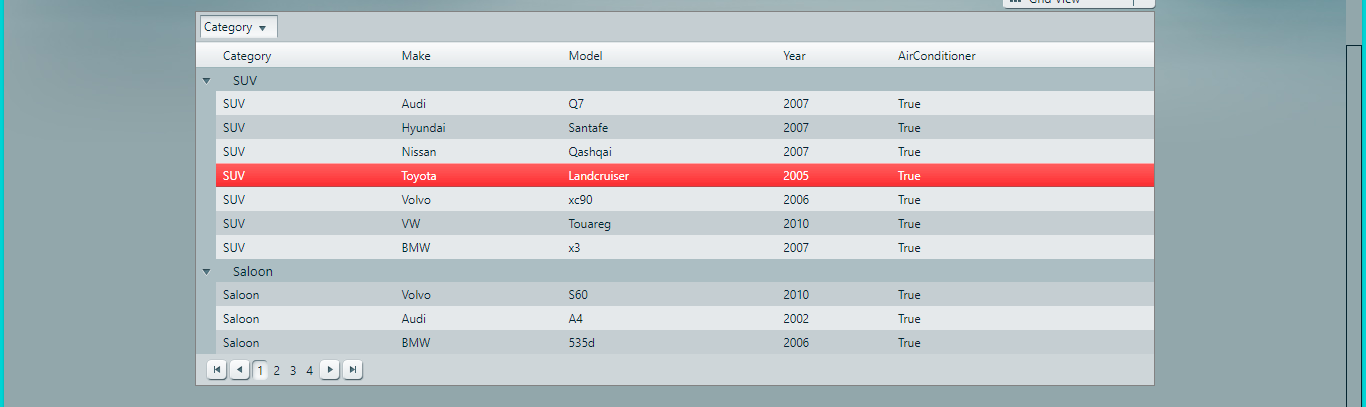 Grid View
Category
Category Make Model Year AirConditioner
SUV
SUV Audi Q7 2007 True
SUV Hyundai Santafe 2007 True
SUV Nissan Qashqai 2007 True
SUV Toyota Landcruiser 2005 True
SUV Volvo xc90 2006 True
SUV VW Touareg 2010 True
SUV BMW x3 2007 True
Saloon
Saloon Volvo S60 2010 True
Saloon Audi A4 2002 True
Saloon BMW 535d 2006 True
1 2 3 4